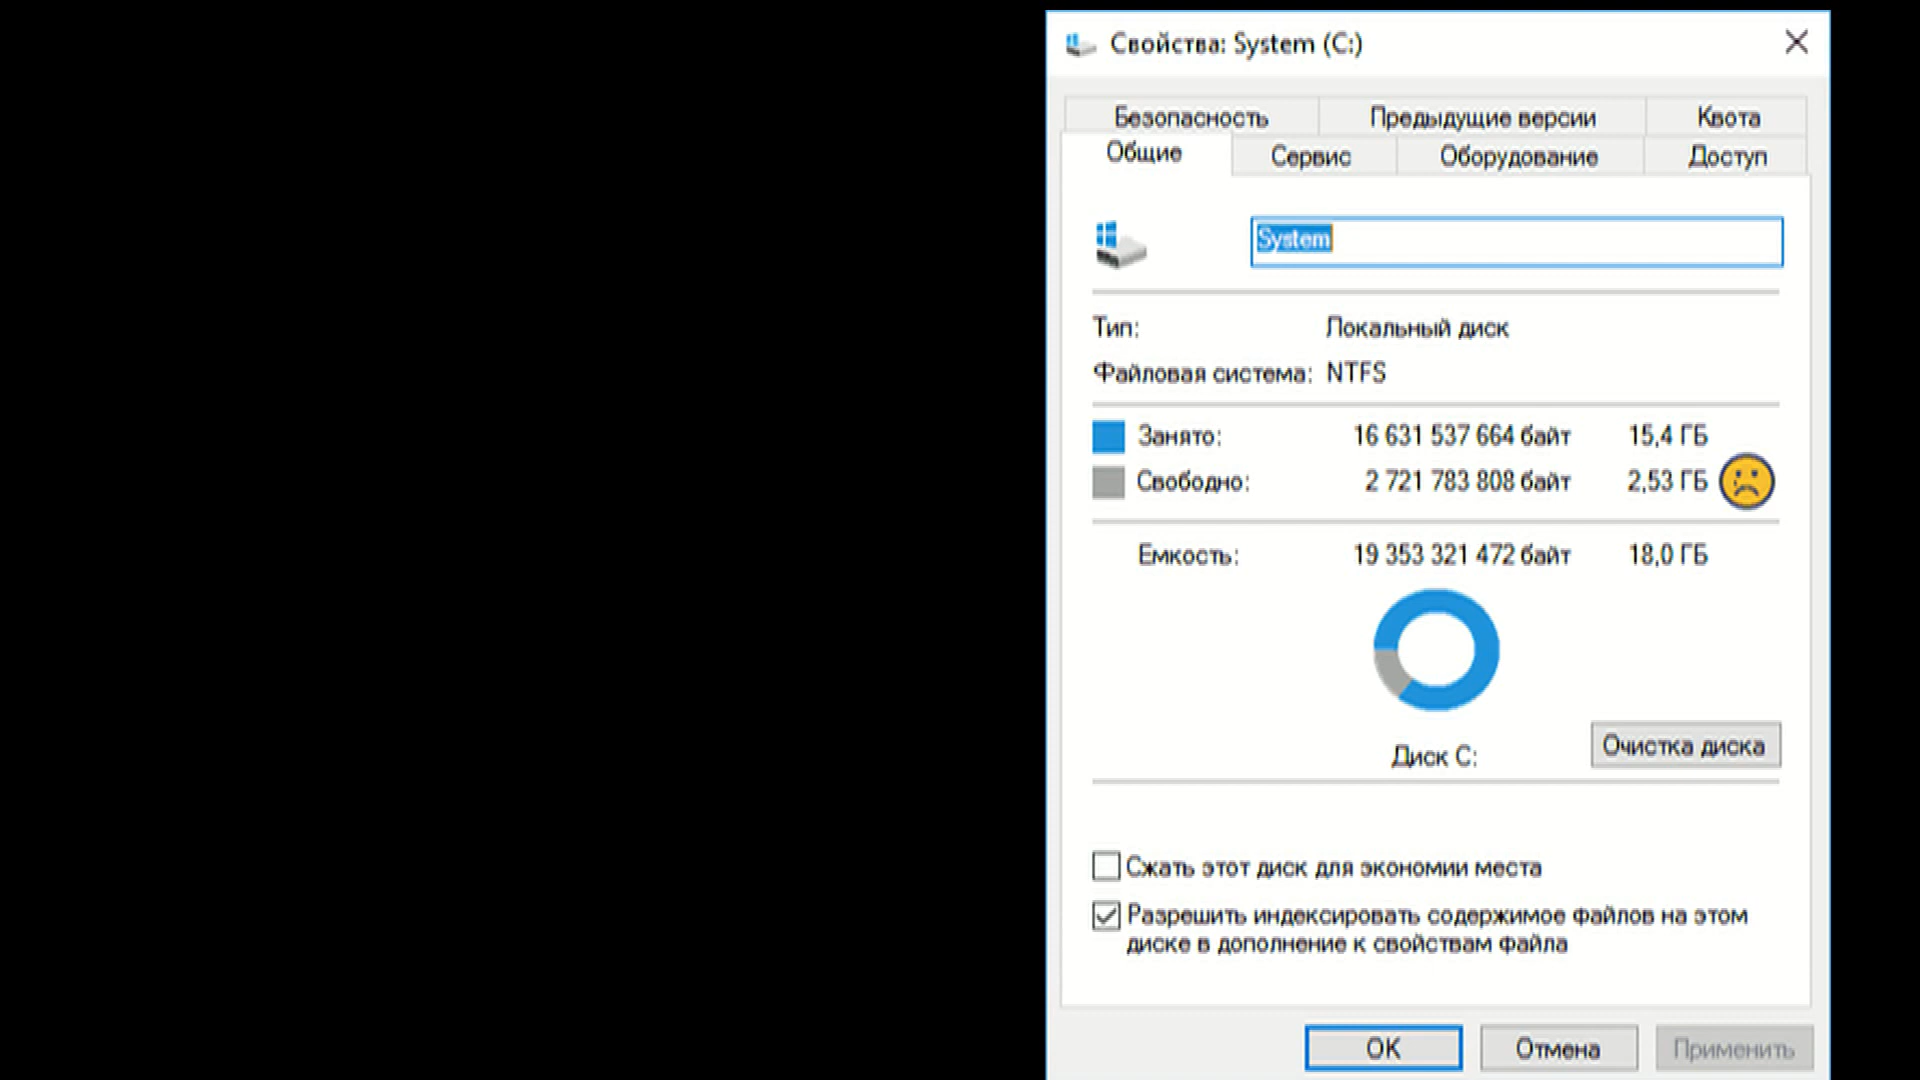 Свойства: System (C:)
Безопасность Предыдущие версии Квота
Общие Сервис Оборудование Доступ
System
Тип: Локальный диск
Файловая система: NTFS
Занято: 16 631 537 664 байт 15,4 ГБ
Свободно: 2 721 783 808 байт 2,53 ГБ
Емкость: 19 353 321 472 байт 18,0 ГБ
Диск C:
Очистка диска
Сжать этот диск для экономии места
Разрешить индексировать содержимое файлов на этом
диске в дополнение к свойствам файла
OK Отмена Применить